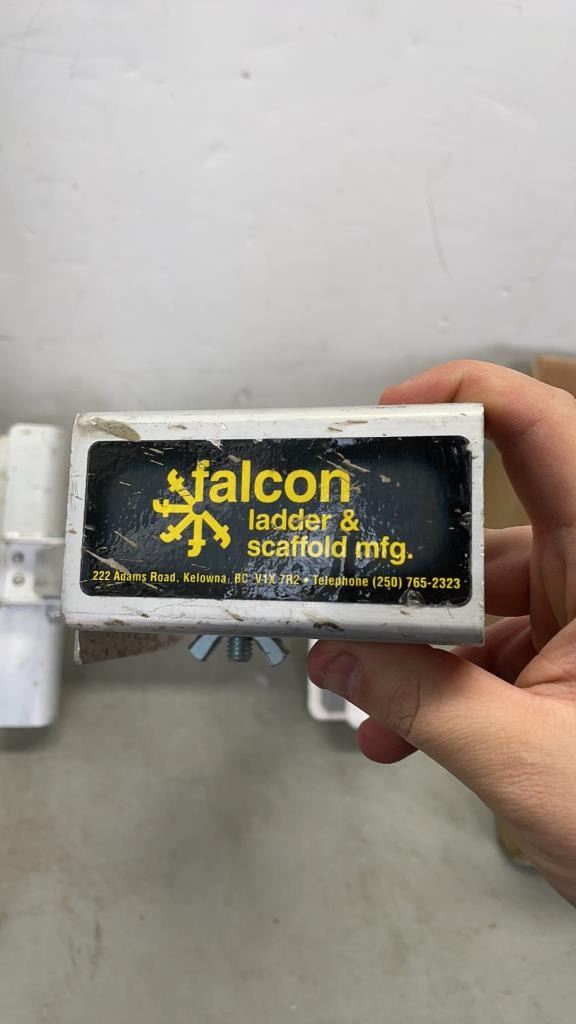 falcon
ladder &
scaffold mfg.
222 Adams Road, Kelowna, BC V1X 7R2 • Telephone (250) 765-2323